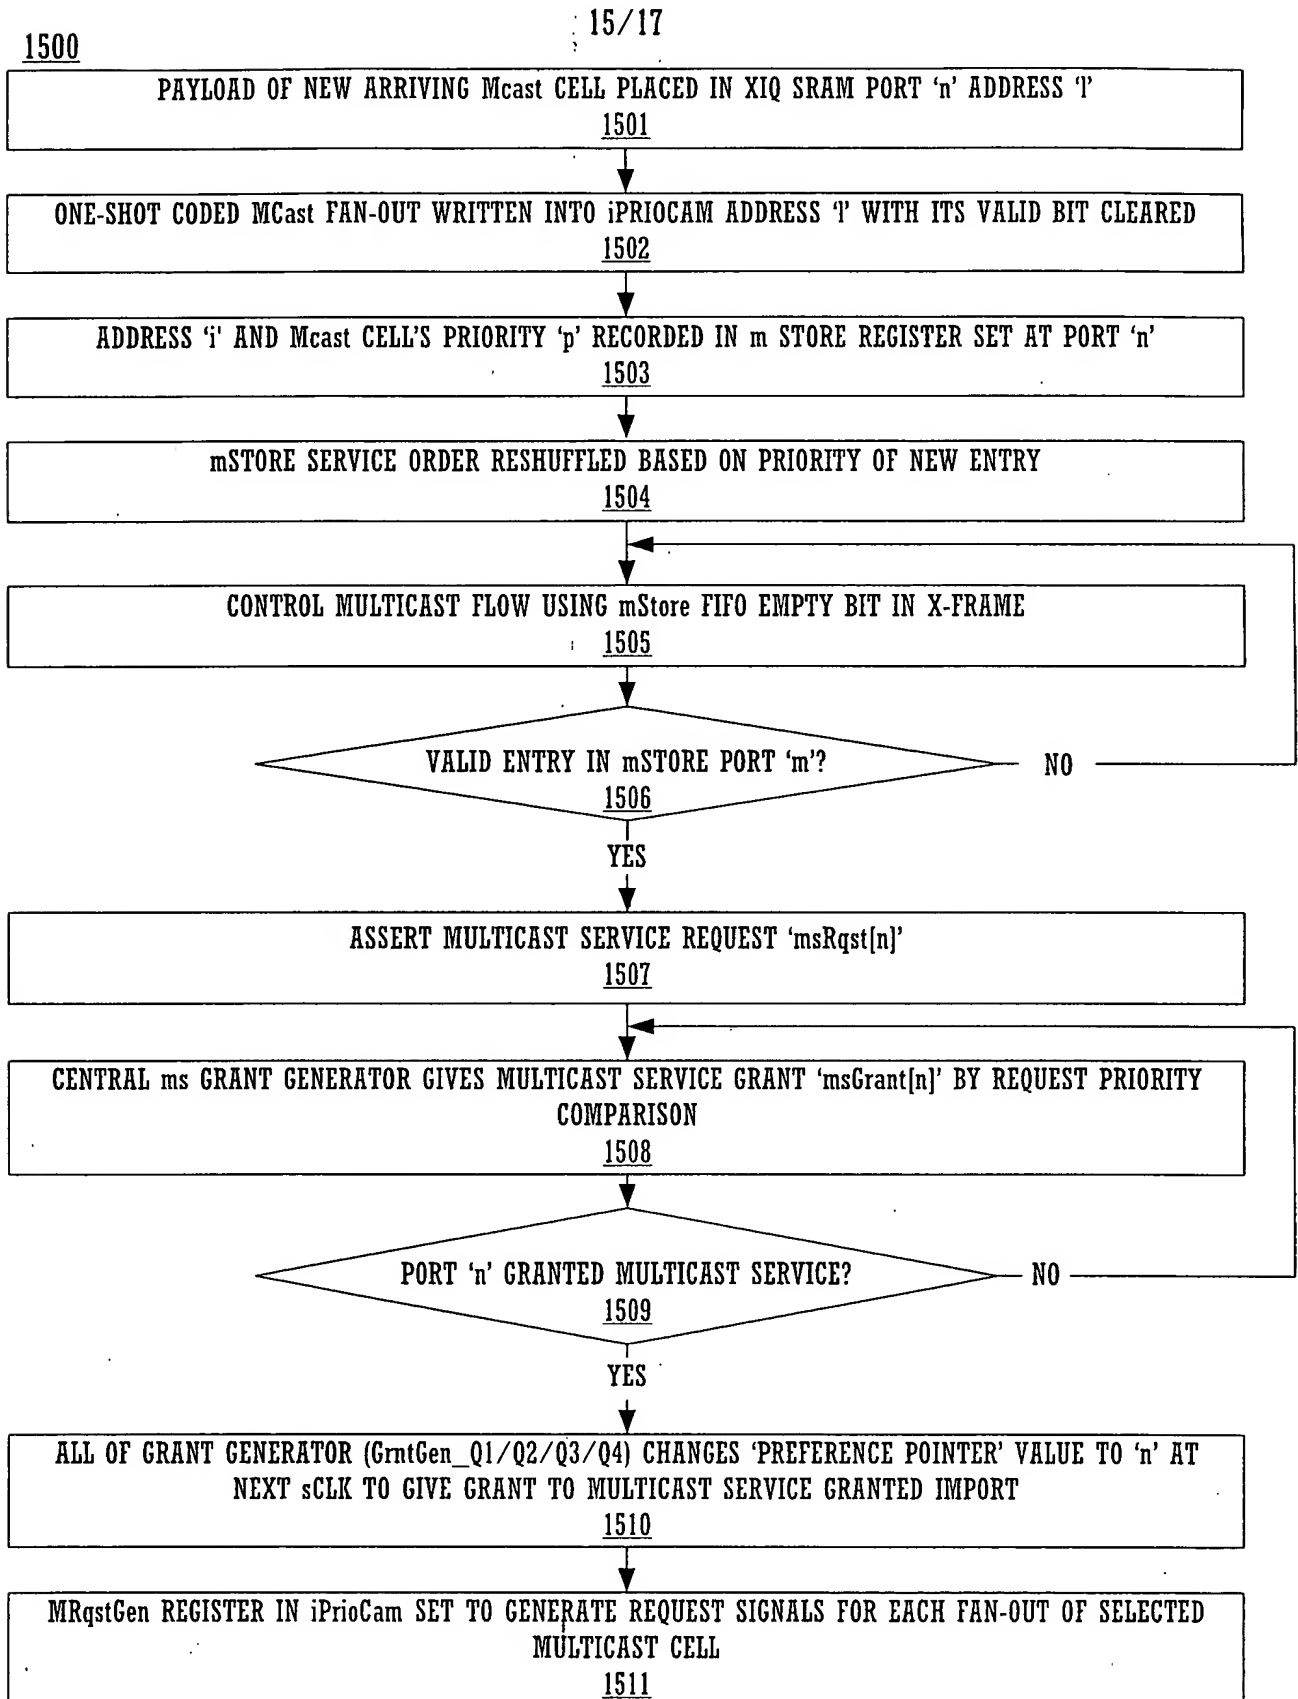 15/17
1500
PAYLOAD OF NEW ARRIVING Mcast CELL PLACED IN XIQ SRAM PORT 'n' ADDRESS 'l'
1501
ONE-SHOT CODED MCast FAN-OUT WRITTEN INTO iPRIOCAM ADDRESS 'l' WITH ITS VALID BIT CLEARED
1502
ADDRESS 'i' AND Mcast CELL'S PRIORITY 'p' RECORDED IN m STORE REGISTER SET AT PORT 'n'
1503
mSTORE SERVICE ORDER RESHUFFLED BASED ON PRIORITY OF NEW ENTRY
1504
CONTROL MULTICAST FLOW USING mStore FIFO EMPTY BIT IN X-FRAME
1505
VALID ENTRY IN mSTORE PORT 'm'?
1506
NO
YES
ASSERT MULTICAST SERVICE REQUEST 'msRqst[n]'
1507
CENTRAL ms GRANT GENERATOR GIVES MULTICAST SERVICE GRANT 'msGrant[n]' BY REQUEST PRIORITY
COMPARISON
1508
PORT 'n' GRANTED MULTICAST SERVICE?
1509
NO
YES
ALL OF GRANT GENERATOR (GrntGen_Q1/Q2/Q3/Q4) CHANGES 'PREFERENCE POINTER' VALUE TO 'n' AT
NEXT sCLK TO GIVE GRANT TO MULTICAST SERVICE GRANTED IMPORT
1510
MRqstGen REGISTER IN iPrioCam SET TO GENERATE REQUEST SIGNALS FOR EACH FAN-OUT OF SELECTED
MULTICAST CELL
1511